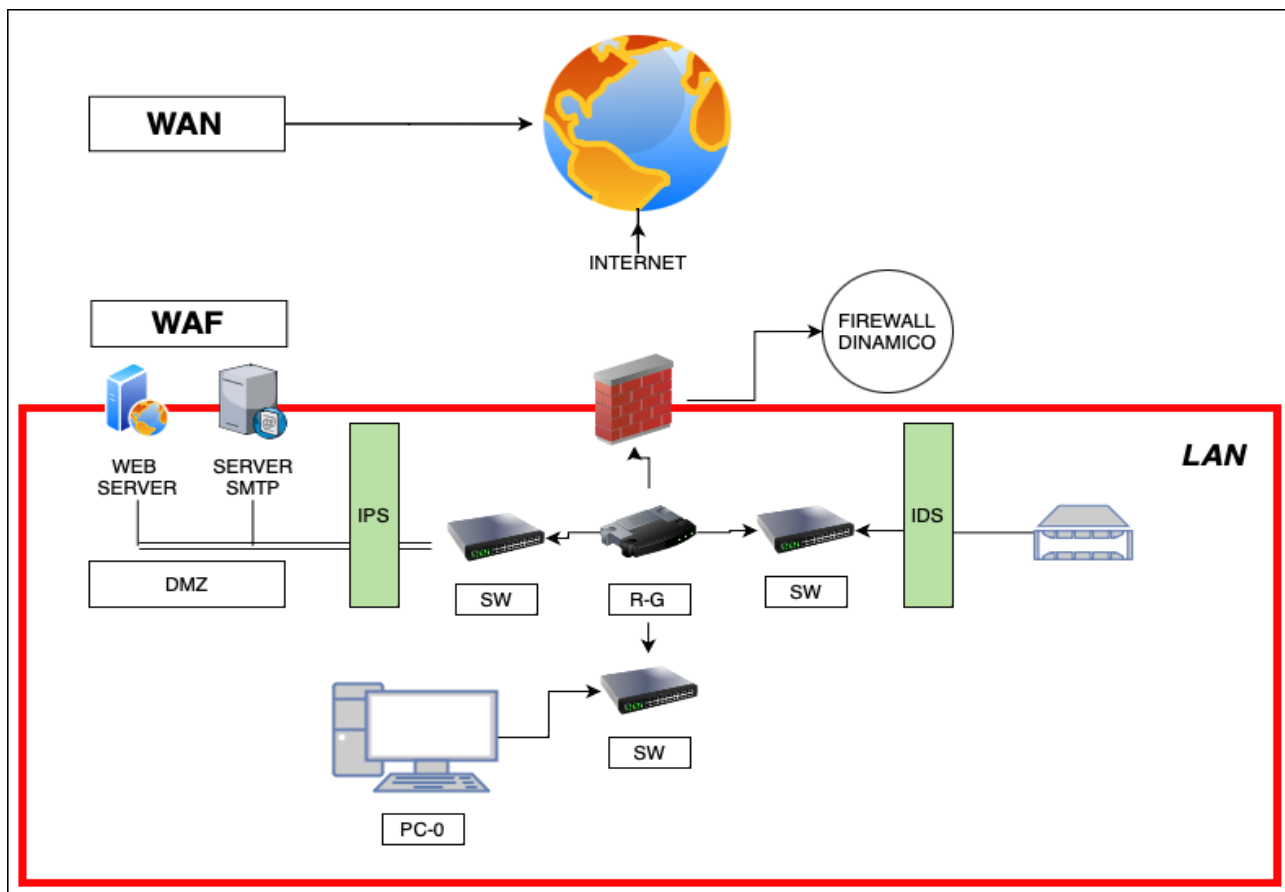 WAN
INTERNET
WAF
FIREWALL
DINAMICO
LAN
WEB
SERVER
SERVER
SMTP
IPS
IDS
DMZ
SW
R-G
SW
SW
PC-0